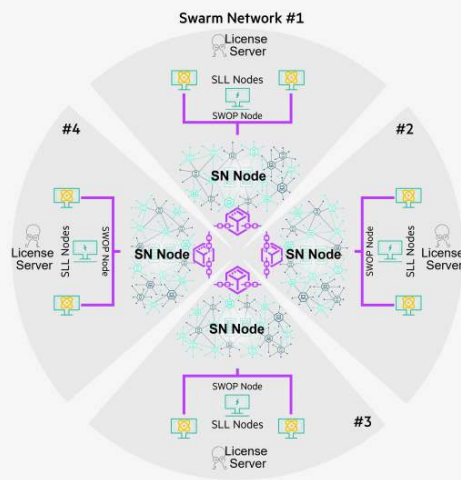 Swarm Network #1
License
Server
SLL Nodes
SWOP Node
SN Node
#4
License
Server
SLL Nodes
SWOP Node
SN Node
#2
SN Node
SWOP Node
SLL Nodes
License
Server
SN Node
SWOP Node
SLL Nodes
License
Server
#3